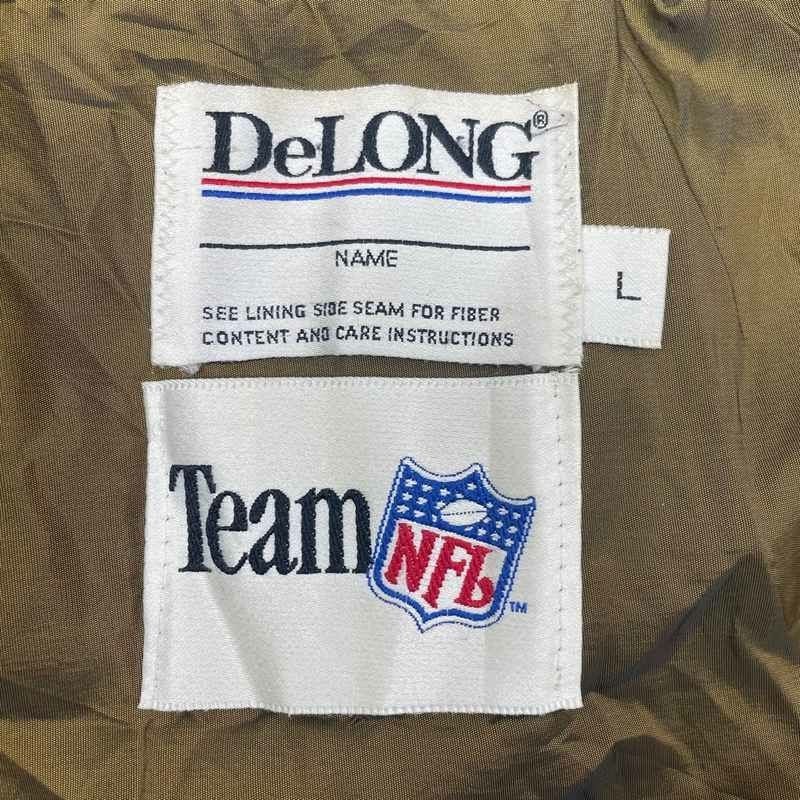 DeLONG®
NAME
L
SEE LINING SIDE SEAM FOR FIBER
CONTENT AND CARE INSTRUCTIONS
Team NFL TM